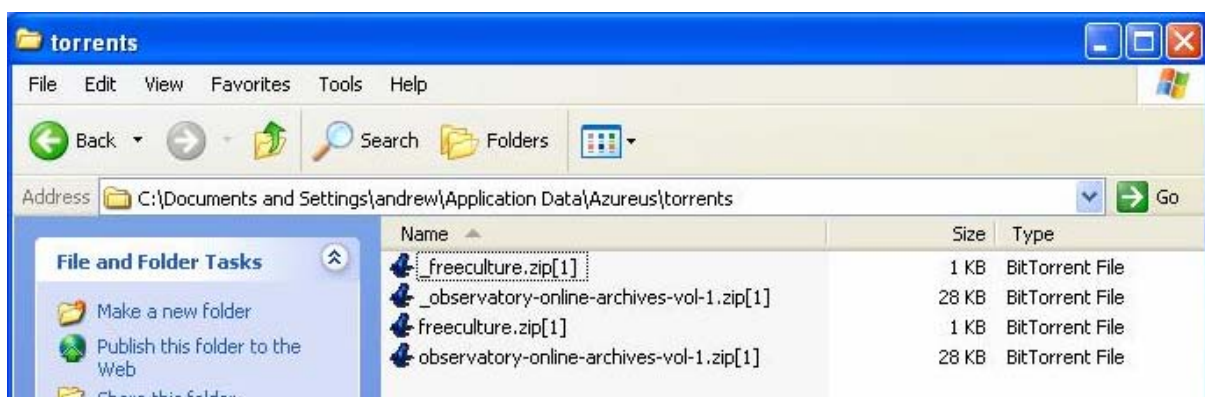 torrents
File Edit View Favorites Tools Help
Back Search Folders
Address C:\Documents and Settings\andrew\Application Data\Azureus\torrents Go
Name Size Type
File and Folder Tasks
Make a new folder
Publish this folder to the
Web
Share this folder
_freeculture.zip[1] 1 KB BitTorrent File
_observatory-online-archives-vol-1.zip[1] 28 KB BitTorrent File
freeculture.zip[1] 1 KB BitTorrent File
observatory-online-archives-vol-1.zip[1] 28 KB BitTorrent File